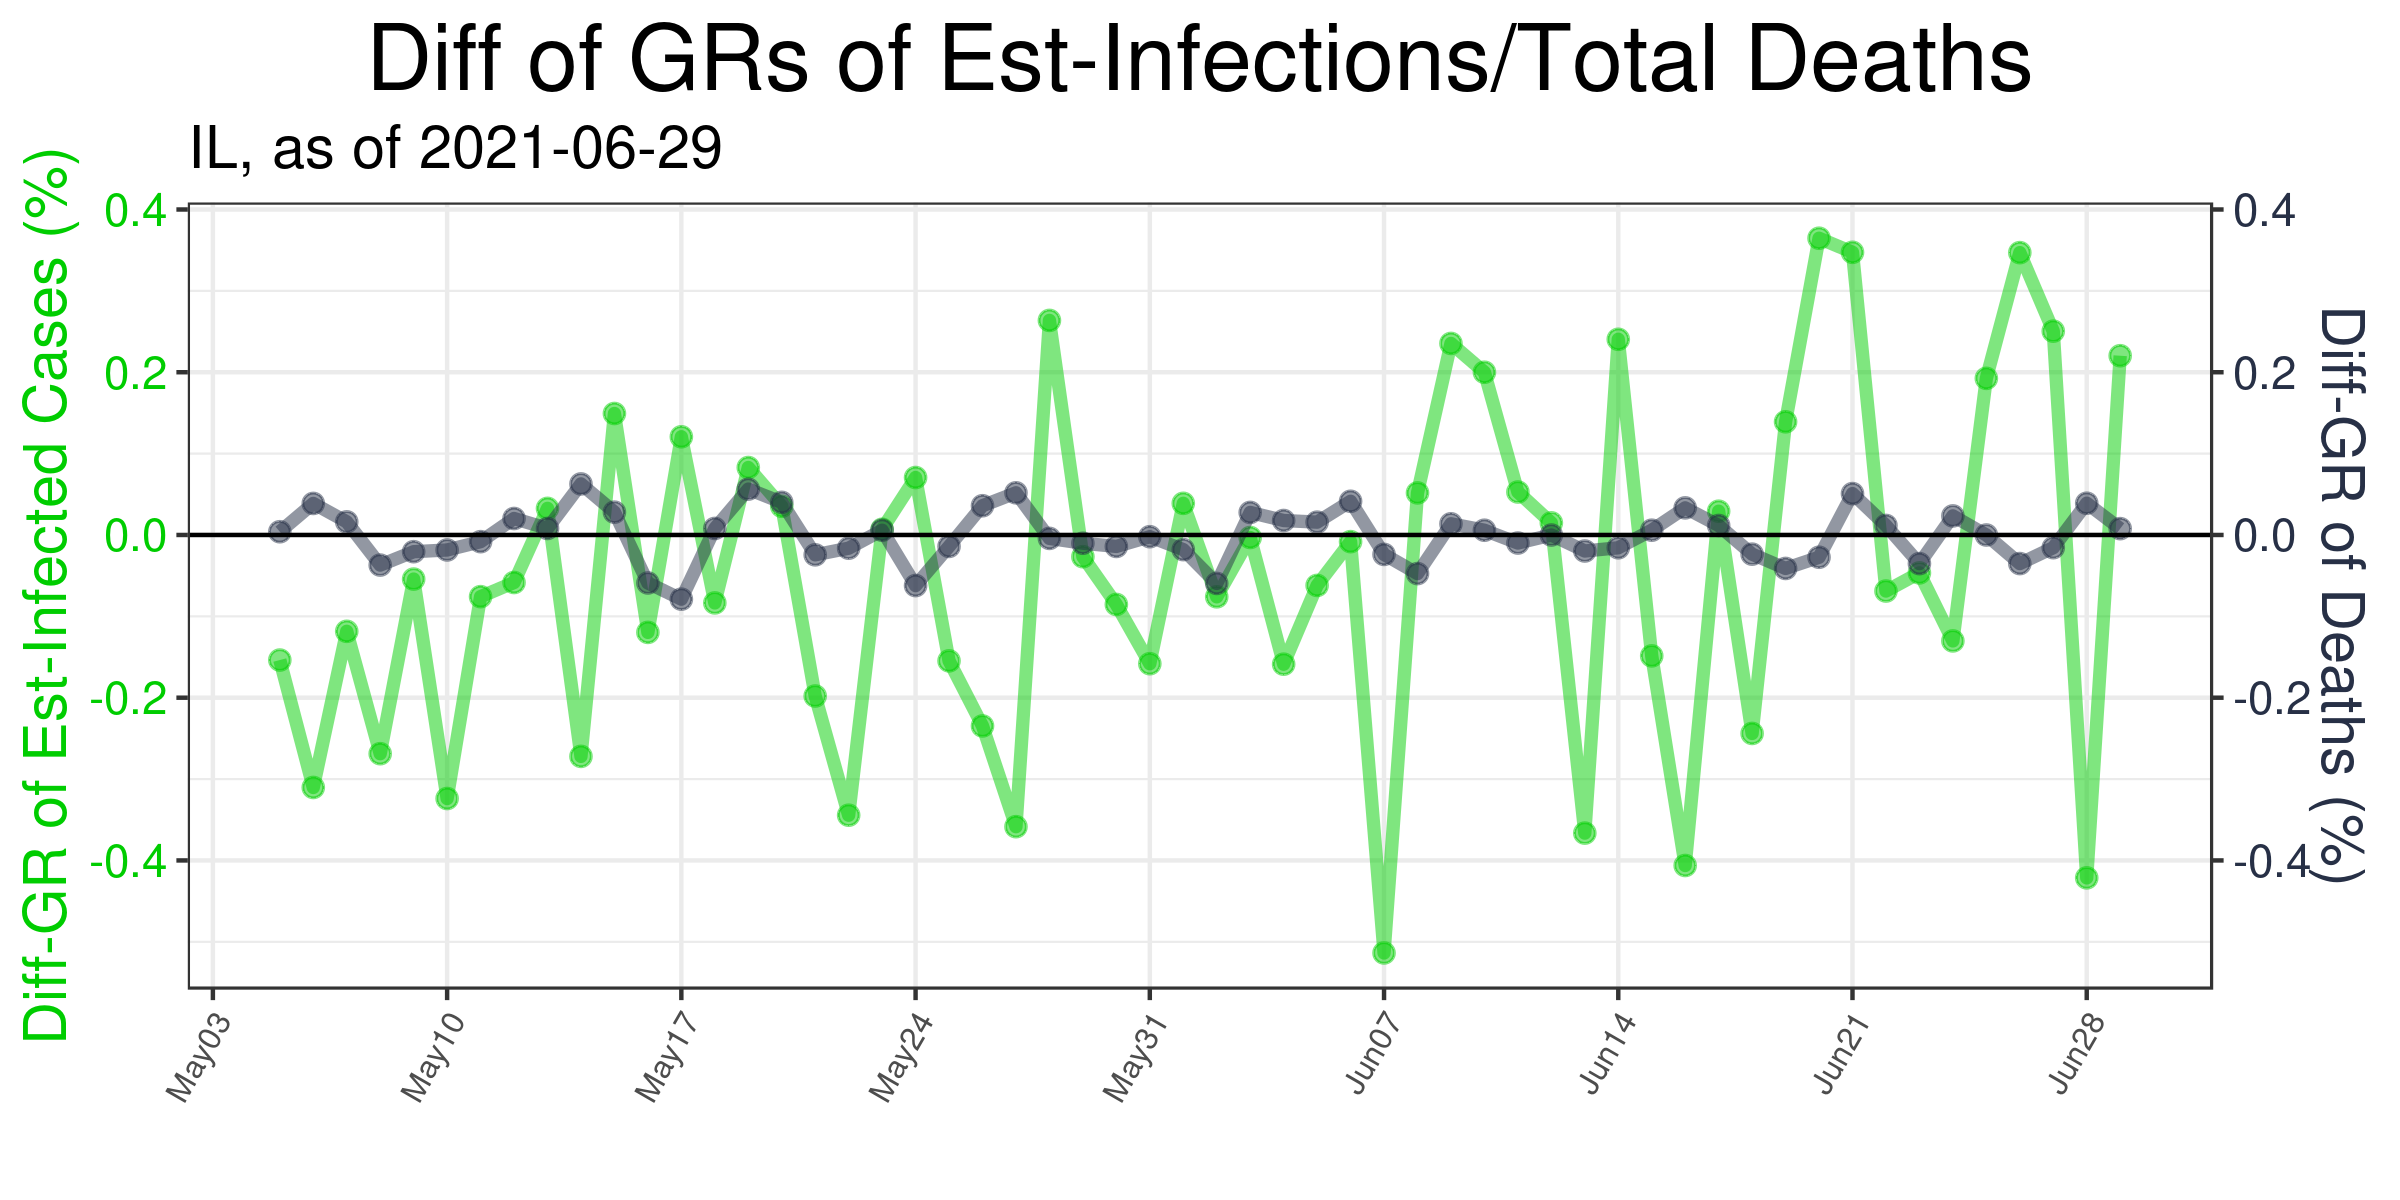 Diff of GRs of Est-Infections/Total Deaths
IL, as of 2021-06-29
Diff-GR of Est-Infected Cases (%)
0.4
0.2
0.0
-0.2
-0.4
0.4
0.2
0.0
-0.2
-0.4
Diff-GR of Deaths (%)
May03
May10
May17
May24
May31
Jun07
Jun14
Jun21
Jun28